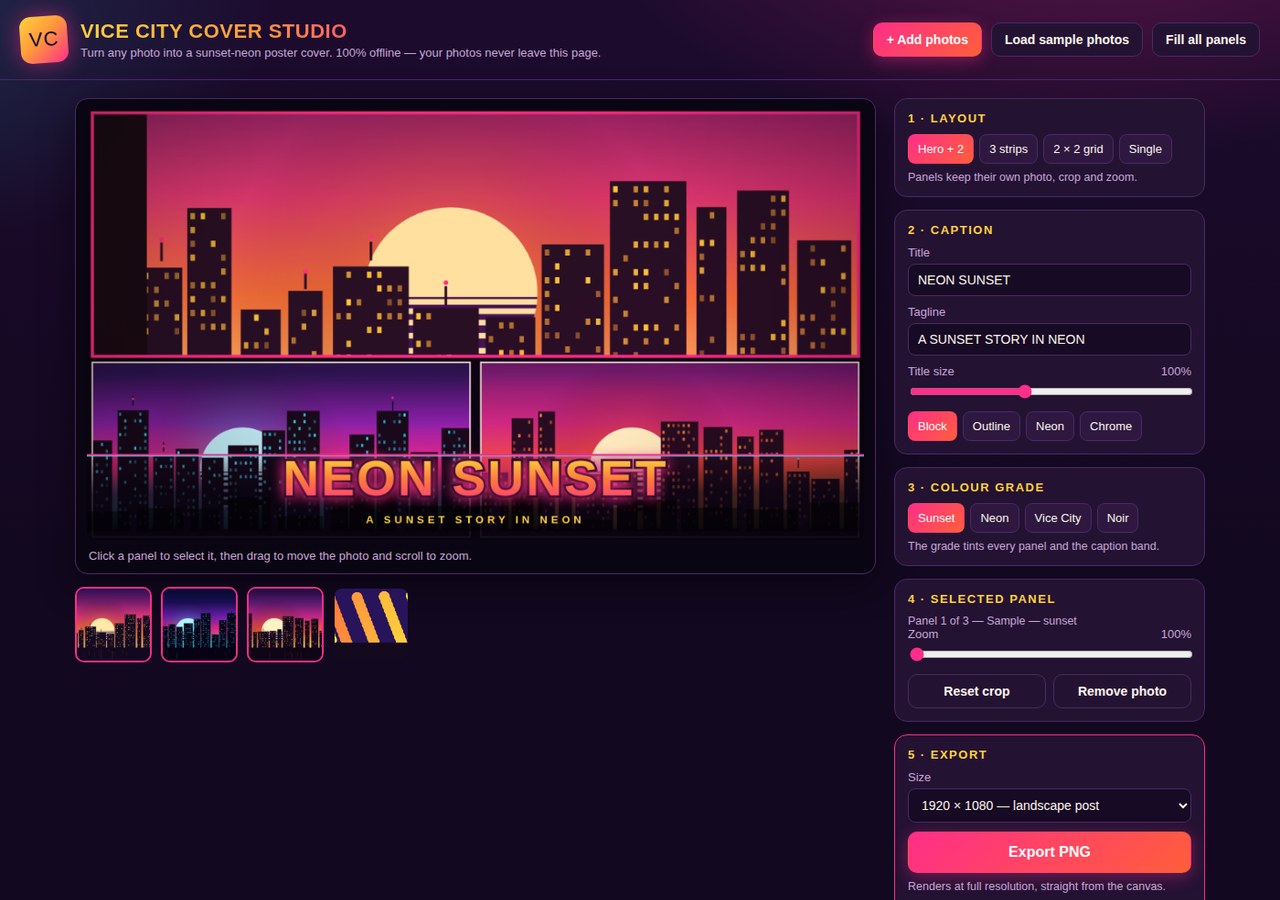 VC
VICE CITY COVER STUDIO
Turn any photo into a sunset-neon poster cover. 100% offline — your photos never leave this page.
+ Add photos
Load sample photos
Fill all panels
NEON SUNSET
A SUNSET STORY IN NEON
Click a panel to select it, then drag to move the photo and scroll to zoom.
1 · LAYOUT
Hero + 2
3 strips
2 × 2 grid
Single
Panels keep their own photo, crop and zoom.
2 · CAPTION
Title
NEON SUNSET
Tagline
A SUNSET STORY IN NEON
Title size 100%
Block
Outline
Neon
Chrome
3 · COLOUR GRADE
Sunset
Neon
Vice City
Noir
The grade tints every panel and the caption band.
4 · SELECTED PANEL
Panel 1 of 3 — Sample — sunset
Zoom 100%
Reset crop
Remove photo
5 · EXPORT
Size
1920 × 1080 — landscape post
Export PNG
Renders at full resolution, straight from the canvas.